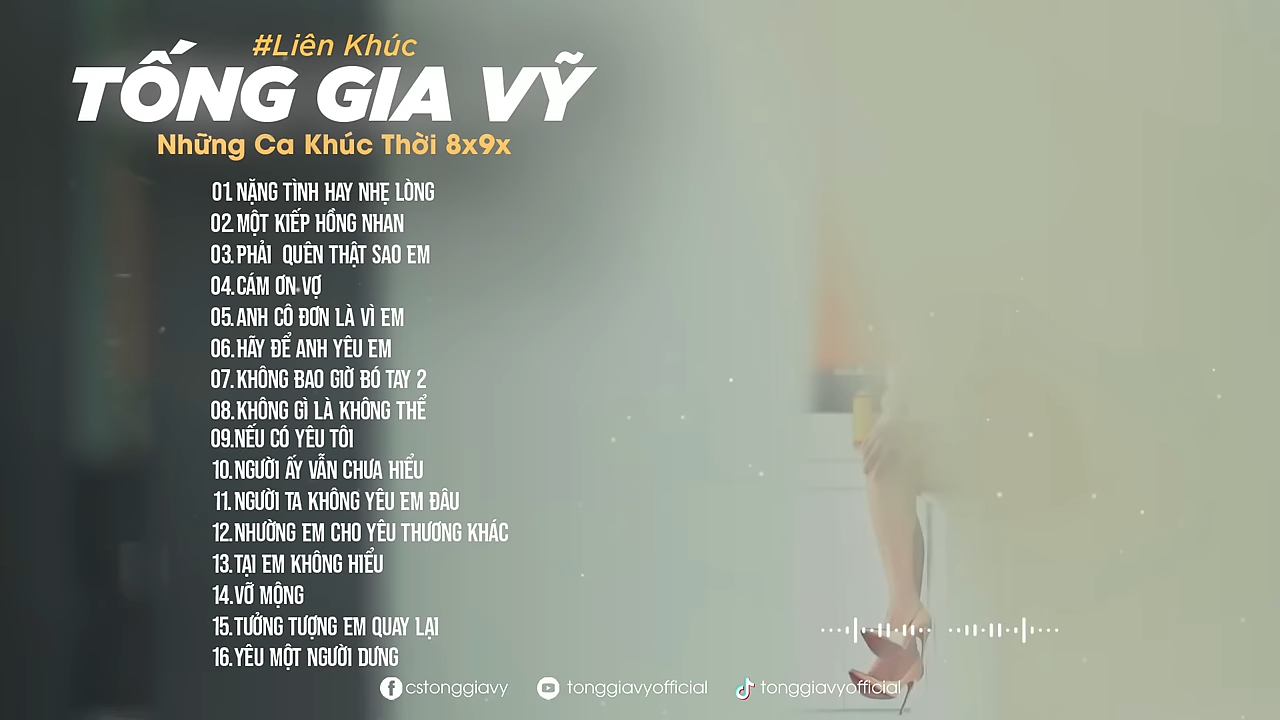 #Liên Khúc
TỐNG GIA VỸ
Những Ca Khúc Thời 8x9x
01.NẶNG TÌNH HAY NHẸ LÒNG
02.MỘT KIẾP HỒNG NHAN
03.PHẢI QUÊN THẬT SAO EM
04.CÁM ƠN VỢ
05.ANH CÔ ĐƠN LÀ VÌ EM
06.HÃY ĐỂ ANH YÊU EM
07.KHÔNG BAO GIỜ BÓ TAY 2
08.KHÔNG GÌ LÀ KHÔNG THỂ
09.NẾU CÓ YÊU TÔI
10.NGƯỜI ẤY VẪN CHƯA HIỂU
11.NGƯỜI TA KHÔNG YÊU EM ĐÂU
12.NHƯỜNG EM CHO YÊU THƯƠNG KHÁC
13.TẠI EM KHÔNG HIỂU
14.VỠ MỘNG
15.TƯỞNG TƯỢNG EM QUAY LẠI
16.YÊU MỘT NGƯỜI DƯNG
cstonggiavy tonggiavyofficial tonggiavyofficial